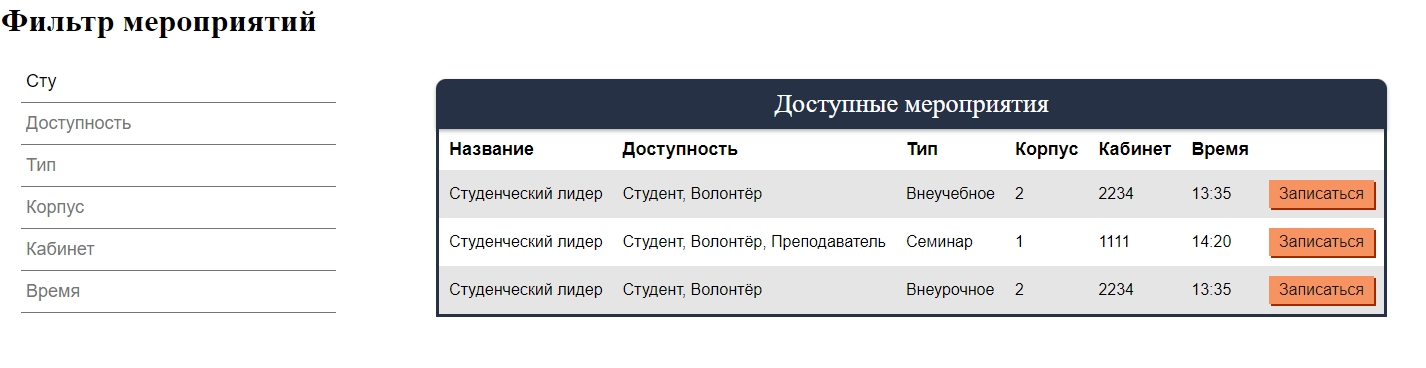 Фильтр мероприятий
Сту
Доступность
Тип
Корпус
Кабинет
Время
Доступные мероприятия
Название Доступность Тип Корпус Кабинет Время
Студенческий лидер Студент, Волонтёр Внеучебное 2 2234 13:35 Записаться
Студенческий лидер Студент, Волонтёр, Преподаватель Семинар 1 1111 14:20 Записаться
Студенческий лидер Студент, Волонтёр Внеурочное 2 2234 13:35 Записаться